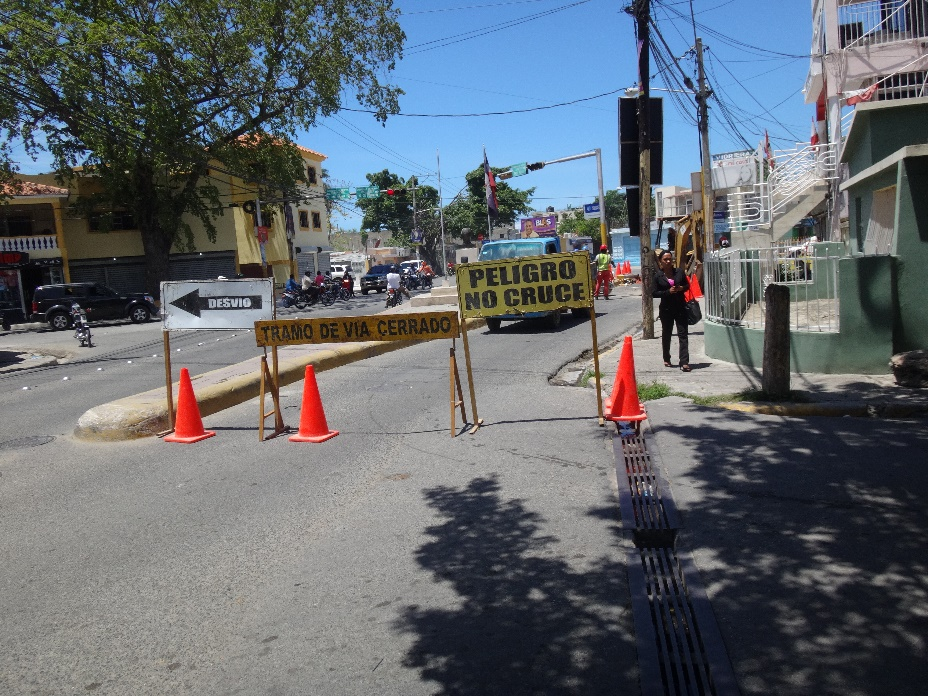 DESVIO
TRAMO DE VIA CERRADO
PELIGRO
NO CRUCE